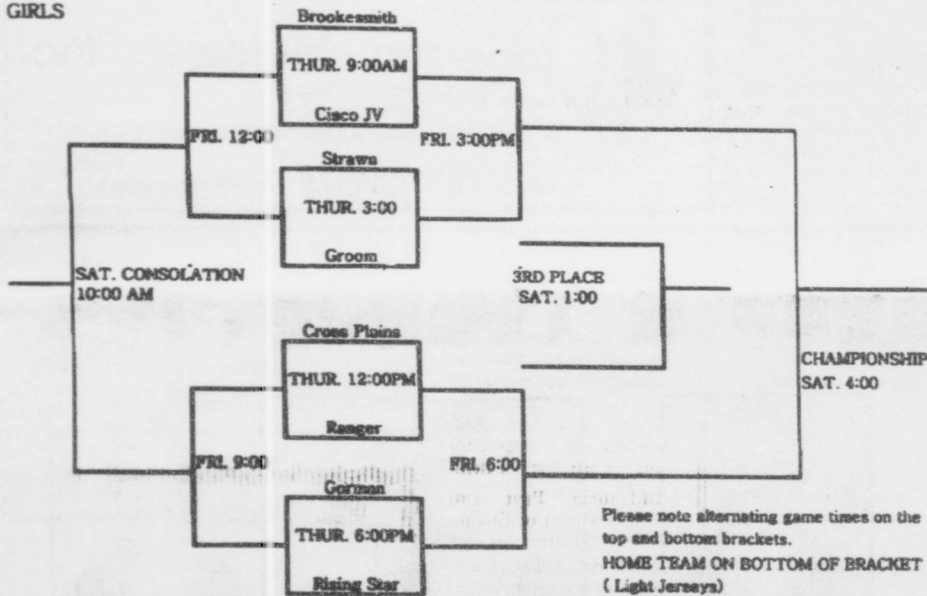 GIRLS
Brookesmith
THUR. 9:00AM
Cisco JV
FRI. 12:00
FRI. 3:00PM
Strawn
THUR. 3:00
Groom
SAT. CONSOLATION
10:00 AM
3RD PLACE
SAT. 1:00
Cross Plains
THUR. 12:00PM
Ranger
CHAMPIONSHIP
SAT. 4:00
FRI. 9:00
FRI. 6:00
Gorman
THUR. 6:00PM
Rising Star
Please note alternating game times on the
top and bottom brackets.
HOME TEAM ON BOTTOM OF BRACKET
( Light Jerseys)